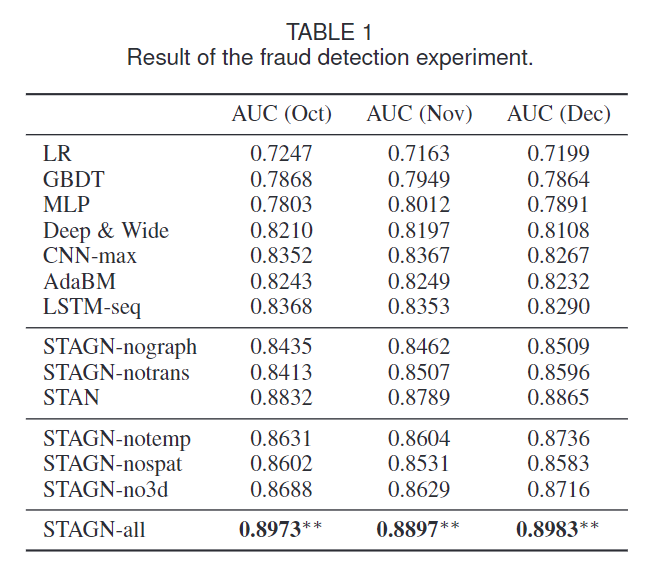 TABLE 1
Result of the fraud detection experiment.
AUC (Oct) AUC (Nov) AUC (Dec)
LR 0.7247 0.7163 0.7199
GBDT 0.7868 0.7949 0.7864
MLP 0.7803 0.8012 0.7891
Deep & Wide 0.8210 0.8197 0.8108
CNN-max 0.8352 0.8367 0.8267
AdaBM 0.8243 0.8249 0.8232
LSTM-seq 0.8368 0.8353 0.8290
STAGN-nograph 0.8435 0.8462 0.8509
STAGN-notrans 0.8413 0.8507 0.8596
STAN 0.8832 0.8789 0.8865
STAGN-notemp 0.8631 0.8604 0.8736
STAGN-nospat 0.8602 0.8531 0.8583
STAGN-no3d 0.8688 0.8629 0.8716
STAGN-all 0.8973** 0.8897** 0.8983**